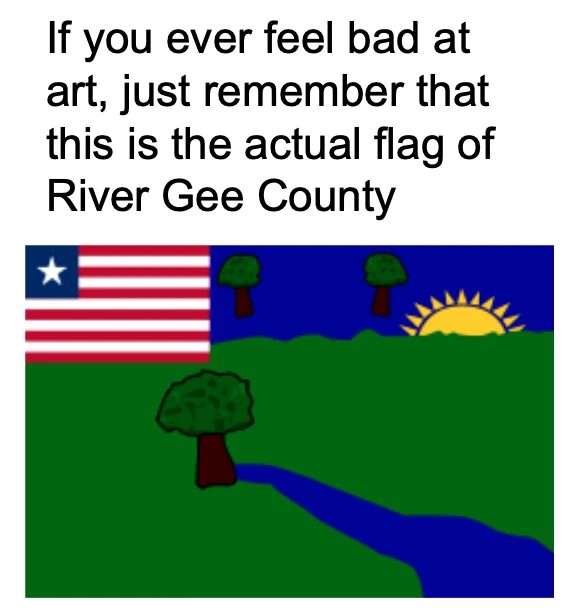 If you ever feel bad at
art, just remember that
this is the actual flag of
River Gee County